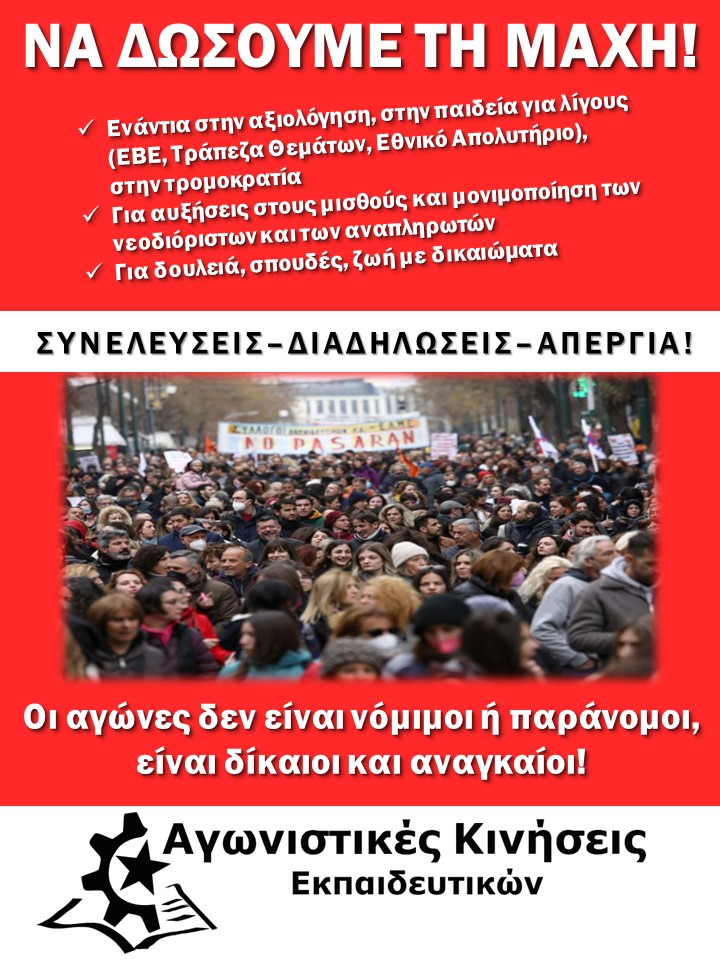 ΝΑ ΔΩΣΟΥΜΕ ΤΗ ΜΑΧΗ!
✓ Ενάντια στην αξιολόγηση, στην παιδεία για λίγους
(ΕΒΕ, Τράπεζα Θεμάτων, Εθνικό Απολυτήριο),
στην τρομοκρατία
✓ Για αυξήσεις στους μισθούς και μονιμοποίηση των
νεοδιόριστων και των αναπληρωτών
✓ Για δουλειά, σπουδές, ζωή με δικαιώματα
ΣΥΝΕΛΕΥΣΕΙΣ–ΔΙΑΔΗΛΩΣΕΙΣ–ΑΠΕΡΓΙΑ!
ΣΥΛΛΟΓΟΙ
NO PASARAN
Οι αγώνες δεν είναι νόμιμοι ή παράνομοι,
είναι δίκαιοι και αναγκαίοι!
Αγωνιστικές Κινήσεις
Εκπαιδευτικών